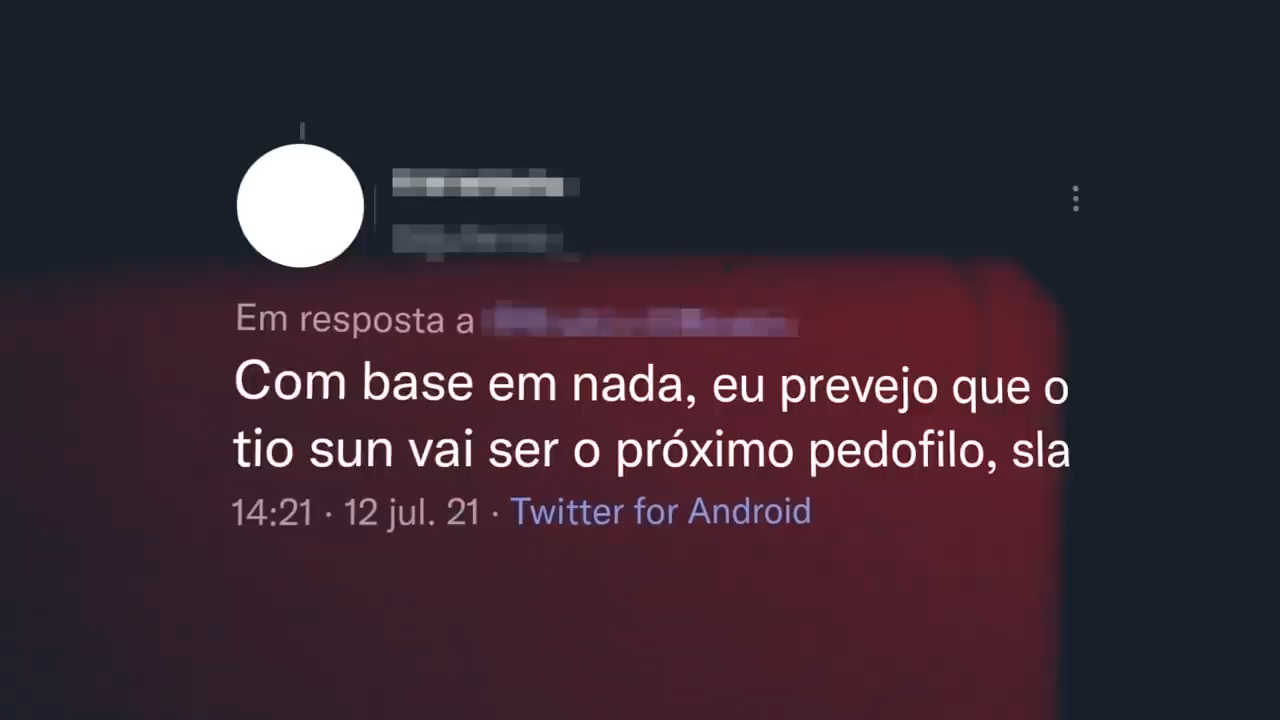 Em resposta a
Com base em nada, eu prevejo que o
tio sun vai ser o próximo pedofilo, sla
14:21 · 12 jul. 21 · Twitter for Android